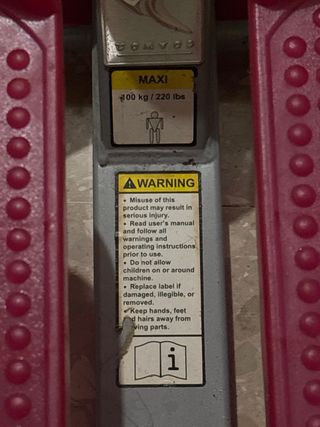 DOMYOS
MAXI
100 kg / 220 lbs
WARNING
• Misuse of this
product may result in
serious injury.
• Read user's manual
and follow all
warnings and
operating instructions
prior to use.
• Do not allow
children on or around
machine.
• Replace label if
damaged, illegible, or
removed.
• Keep hands, feet
and hairs away from
moving parts.
i